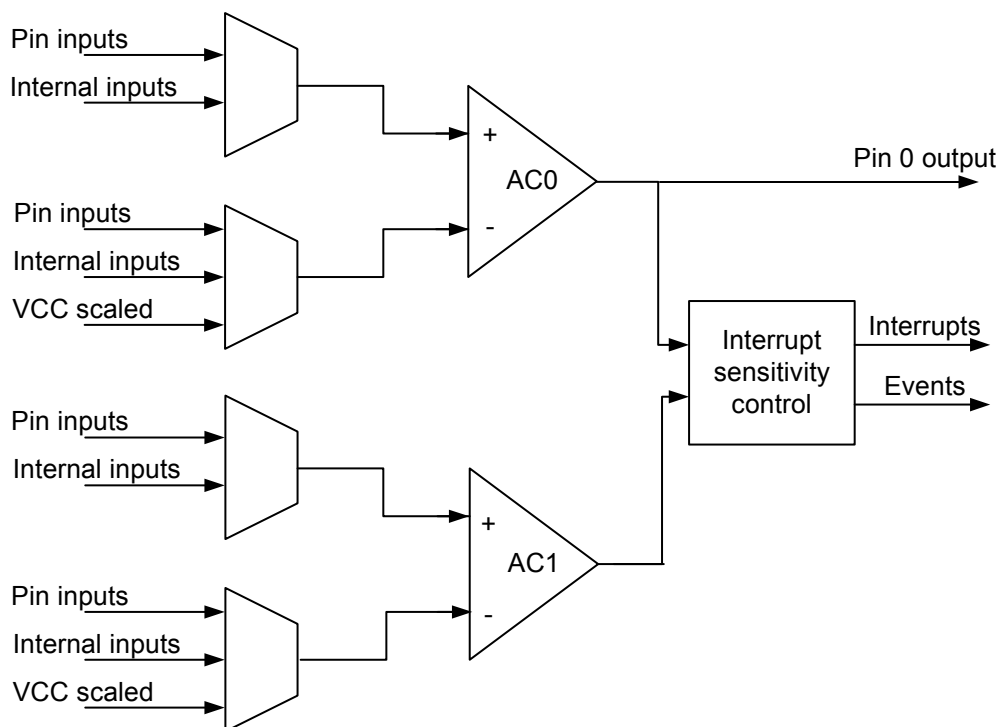 Pin inputs
Internal inputs
+
AC0
-
Pin 0 output
Pin inputs
Internal inputs
VCC scaled
Interrupt
sensitivity
control
Interrupts
Events
Pin inputs
Internal inputs
+
AC1
-
Pin inputs
Internal inputs
VCC scaled